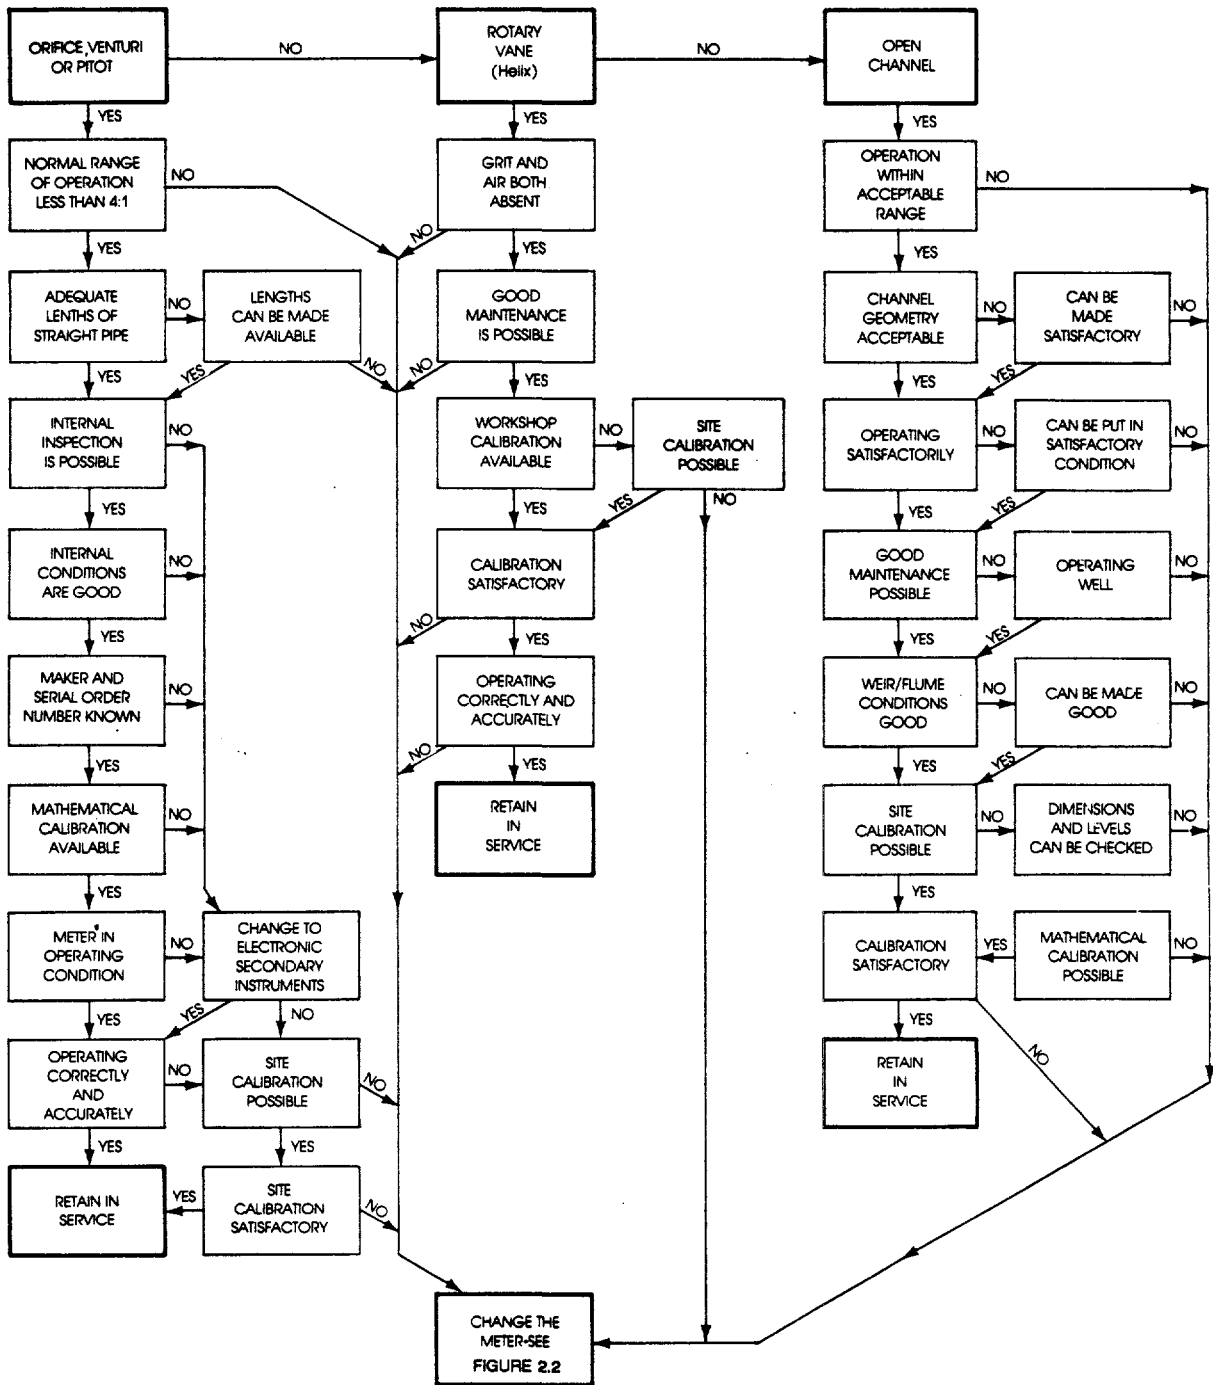 ORIFICE, VENTURI
OR PITOT
NO
ROTARY
VANE
(Helix)
NO
OPEN
CHANNEL
YES
YES
YES
NORMAL RANGE
OF OPERATION
LESS THAN 4:1
NO
GRIT AND
AIR BOTH
ABSENT
NO
OPERATION
WITHIN
ACCEPTABLE
RANGE
NO
YES
YES
YES
ADEQUATE
LENTHS OF
STRAIGHT PIPE
NO
LENGTHS
CAN BE MADE
AVAILABLE
NO
YES
GOOD
MAINTENANCE
IS POSSIBLE
NO
CHANNEL
GEOMETRY
ACCEPTABLE
NO
CAN BE
MADE
SATISFACTORY
NO
YES
YES
YES
YES
INTERNAL
INSPECTION
IS POSSIBLE
NO
WORKSHOP
CALIBRATION
AVAILABLE
NO
SITE
CALIBRATION
POSSIBLE
YES
NO
OPERATING
SATISFACTORILY
NO
CAN BE PUT IN
SATISFACTORY
CONDITION
NO
YES
YES
YES
YES
INTERNAL
CONDITIONS
ARE GOOD
NO
CALIBRATION
SATISFACTORY
NO
GOOD
MAINTENANCE
POSSIBLE
NO
OPERATING
WELL
NO
YES
YES
YES
YES
MAKER AND
SERIAL ORDER
NUMBER KNOWN
NO
OPERATING
CORRECTLY AND
ACCURATELY
NO
WEIR/FLUME
CONDITIONS
GOOD
NO
CAN BE MADE
GOOD
NO
YES
YES
YES
YES
MATHEMATICAL
CALIBRATION
AVAILABLE
NO
RETAIN
IN
SERVICE
SITE
CALIBRATION
POSSIBLE
NO
DIMENSIONS
AND LEVELS
CAN BE CHECKED
NO
YES
YES
METER IN
OPERATING
CONDITION
NO
CHANGE TO
ELECTRONIC
SECONDARY
INSTRUMENTS
CALIBRATION
SATISFACTORY
YES
MATHEMATICAL
CALIBRATION
POSSIBLE
NO
YES
YES
NO
YES
NO
OPERATING
CORRECTLY
AND
ACCURATELY
NO
SITE
CALIBRATION
POSSIBLE
NO
RETAIN
IN
SERVICE
YES
YES
RETAIN IN
SERVICE
YES
SITE
CALIBRATION
SATISFACTORY
NO
CHANGE THE
METER-SEE
FIGURE 2.2